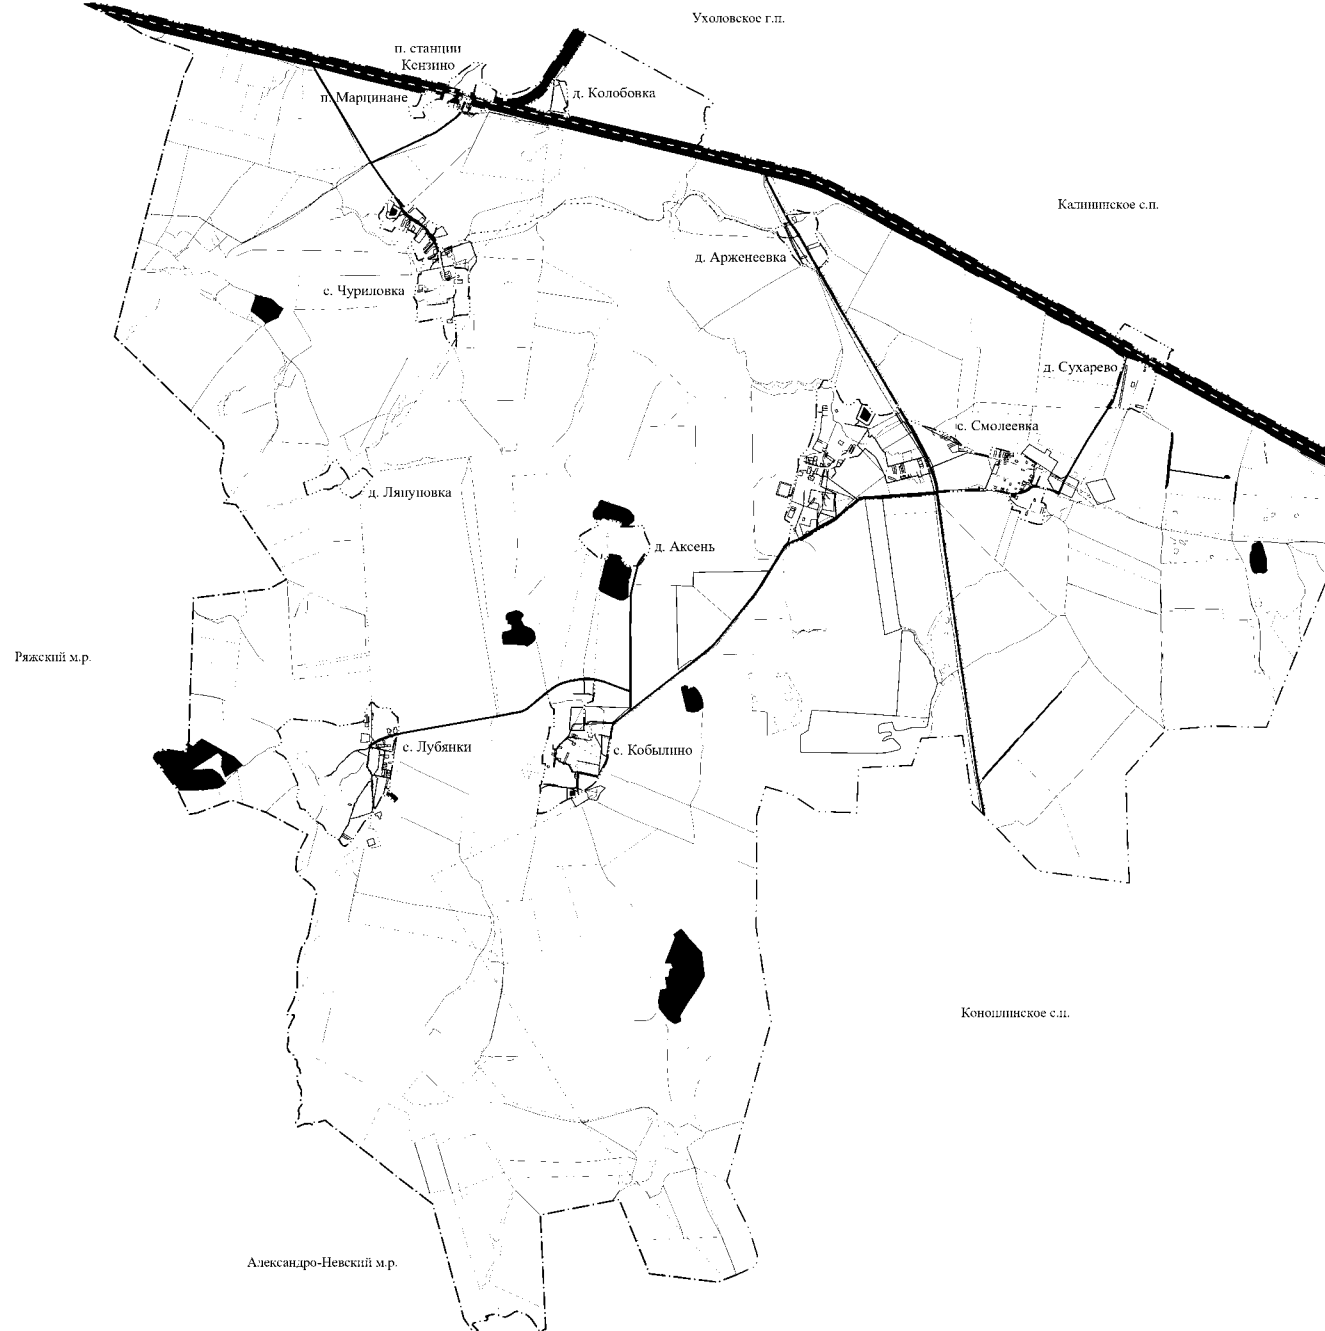 Ухоловское г.п.
п. станции
Кензино
п. Марцинане
д. Колобовка
Калининское с.п.
д. Арженеевка
с. Чуриловка
д. Сухарево
с. Смолеевка
д. Ляпуновка
д. Аксень
Ряжский м.р.
с. Лубянки
с. Кобылино
Коноплинское с.п.
Александро-Невский м.р.